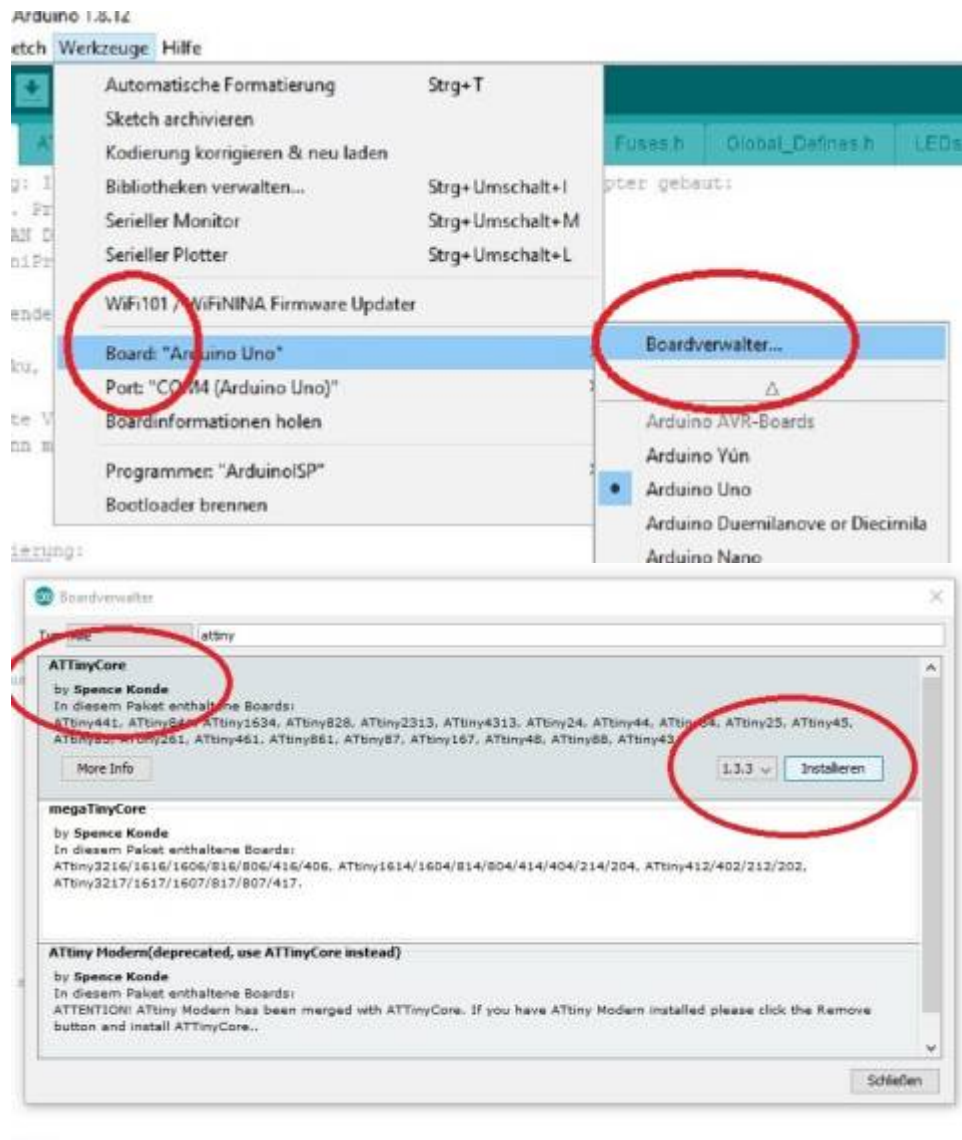 Arduino 1.8.12
etch Werkzeuge Hilfe
Automatische Formatierung Strg+T
Sketch archivieren
Kodierung korrigieren & neu laden
Fuses.h Global_Defines.h LEDs
Bibliotheken verwalten... Strg+Umschalt+I
pter gebaut:
Serieller Monitor Strg+Umschalt+M
Serieller Plotter Strg+Umschalt+L
WiFi101 / WiFiNINA Firmware Updater
ende
Board: "Arduino Uno"
Boardverwalter...
Port: "COM4 (Arduino Uno)"
Boardinformationen holen
Arduino AVR-Boards
Arduino Yún
Programmer: "ArduinoISP"
Arduino Uno
Bootloader brennen
Arduino Duemilanove or Diecimila
Arduino Nano
ierung:
Boardverwalter
attiny
ATTinyCore
by Spence Konde
In diesem Paket enthaltene Boards:
ATtiny441, ATtiny1634, ATtiny828, ATtiny2313, ATtiny4313, ATtiny24, ATtiny44, ATtiny25, ATtiny45,
ATtiny261, ATtiny461, ATtiny861, ATtiny87, ATtiny167, ATtiny48, ATtiny88,
More Info 1.3.3 Installieren
megaTinyCore
by Spence Konde
In diesem Paket enthaltene Boards:
ATtiny3216/1616/1606/816/806/416/406, ATtiny1614/1604/814/804/414/404/214/204, ATtiny412/402/212/202,
ATtiny3217/1617/1607/817/807/417.
ATtiny Modern(deprecated, use ATTinyCore instead)
by Spence Konde
In diesem Paket enthaltene Boards:
ATTENTION! ATtiny Modern has been merged with ATTinyCore. If you have ATtiny Modern installed please click the Remove
button and install ATTinyCore..
Schließen